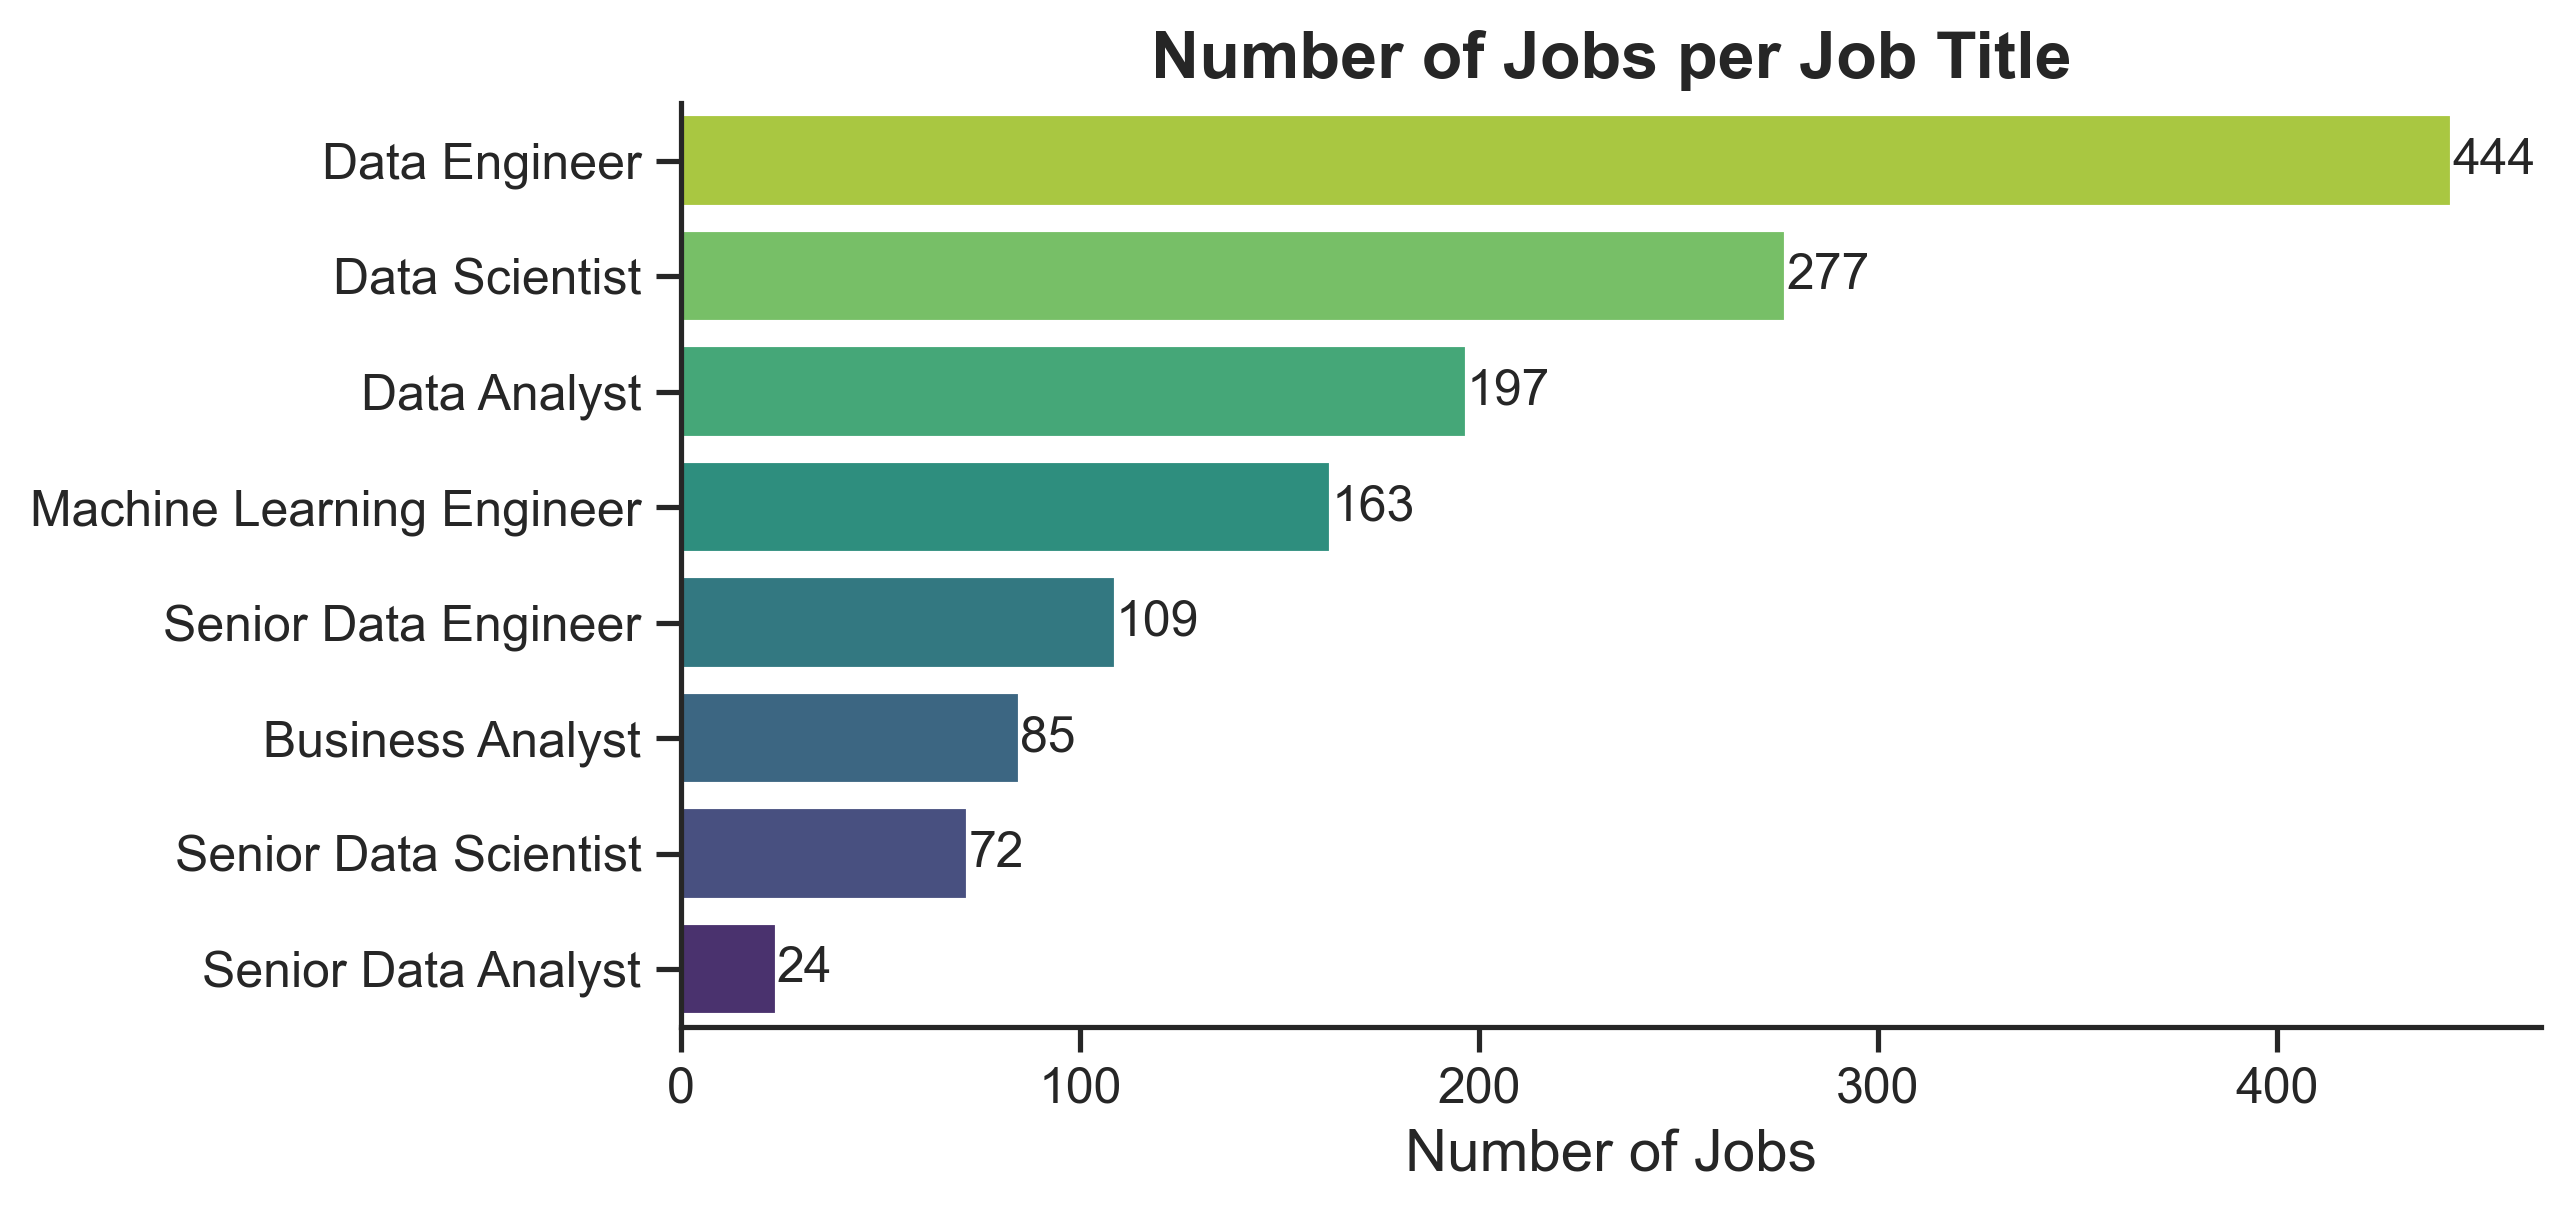 Number of Jobs per Job Title
Data Engineer 444
Data Scientist 277
Data Analyst 197
Machine Learning Engineer 163
Senior Data Engineer 109
Business Analyst 85
Senior Data Scientist 72
Senior Data Analyst 24
0 100 200 300 400
Number of Jobs